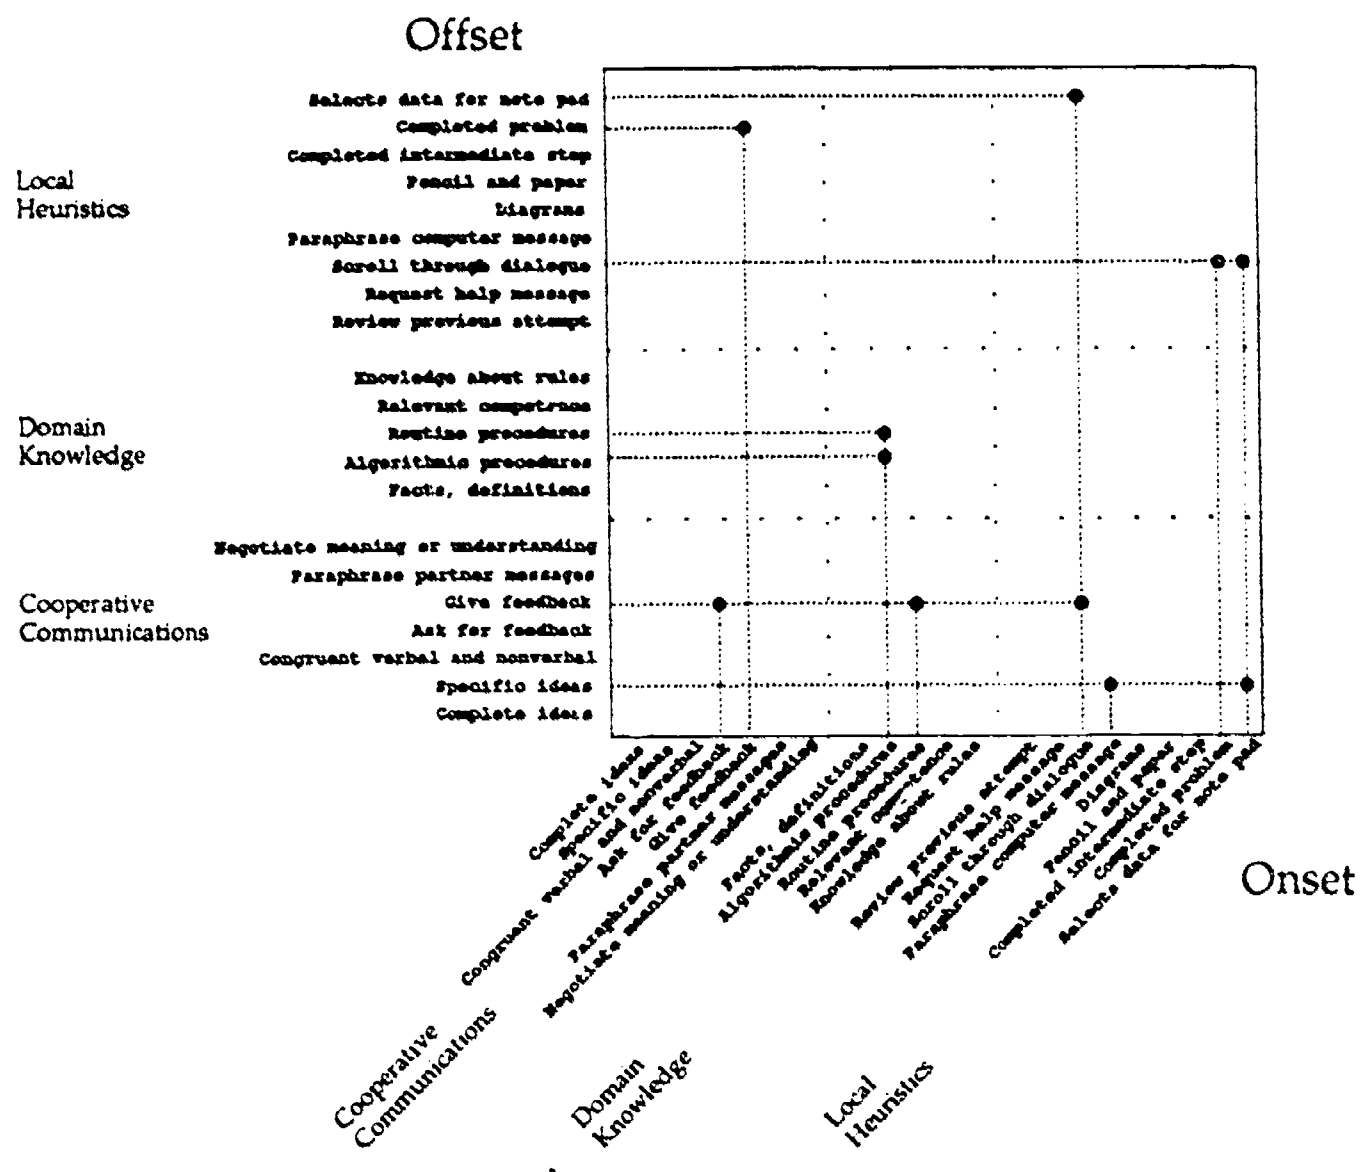 Offset
Selects data for note pad
Completed problem
Completed intermediate step
Pencil and paper
Diagrams
Paraphrase computer message
Scroll through dialogue
Request help message
Review previous attempt
Local
Heuristics
Knowledge about rules
Relevant competence
Routine procedures
Algorithmic procedures
Facts, definitions
Domain
Knowledge
Negotiate meaning or understanding
Paraphrase partner messages
Give feedback
Ask for feedback
Congruent verbal and nonverbal
Specific ideas
Complete ideas
Cooperative
Communications
Complete ideas
Specific ideas
Congruent verbal and nonverbal
Ask for feedback
Give feedback
Paraphrase partner messages
Negotiate meaning or understanding
Facts, definitions
Algorithmic procedures
Routine procedures
Relevant competence
Knowledge about rules
Review previous attempt
Request help message
Scroll through dialogue
Paraphrase computer message
Diagrams
Pencil and paper
Completed intermediate step
Completed problem
Selects data for note pad
Onset
Cooperative
Communications
Domain
Knowledge
Local
Heuristics